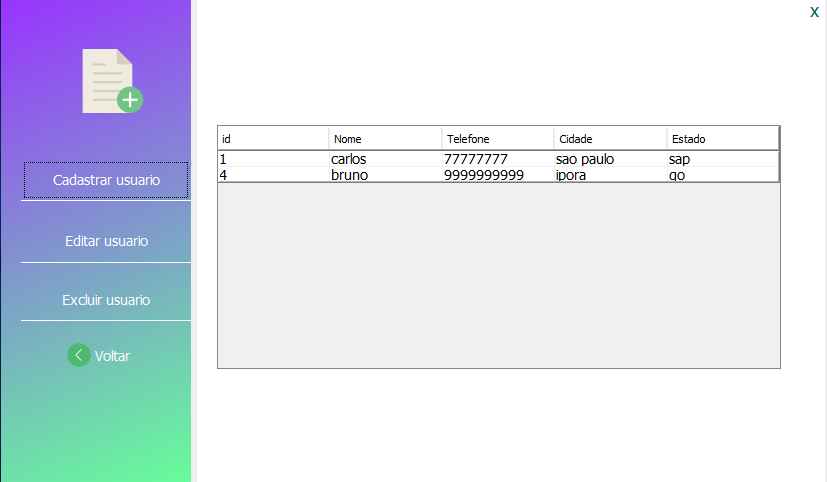 X
Cadastrar usuario
Editar usuario
Excluir usuario
Voltar
id Nome Telefone Cidade Estado
1 carlos 77777777 sao paulo sap
4 bruno 9999999999 ipora go